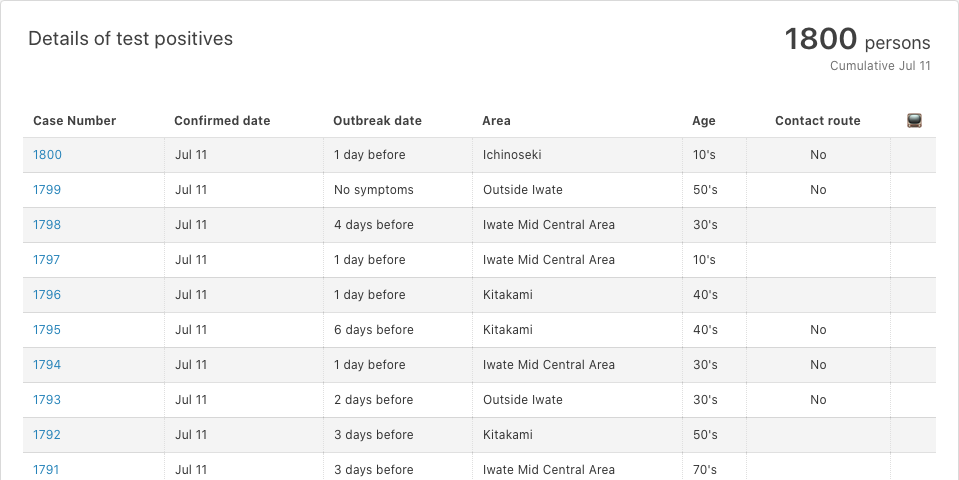 Details of test positives
1800 persons
Cumulative Jul 11
Case Number Confirmed date Outbreak date Area Age Contact route
1800 Jul 11 1 day before Ichinoseki 10's No
1799 Jul 11 No symptoms Outside Iwate 50's No
1798 Jul 11 4 days before Iwate Mid Central Area 30's
1797 Jul 11 1 day before Iwate Mid Central Area 10's
1796 Jul 11 1 day before Kitakami 40's
1795 Jul 11 6 days before Kitakami 40's No
1794 Jul 11 1 day before Iwate Mid Central Area 30's No
1793 Jul 11 2 days before Outside Iwate 30's No
1792 Jul 11 3 days before Kitakami 50's
1791 Jul 11 3 days before Iwate Mid Central Area 70's